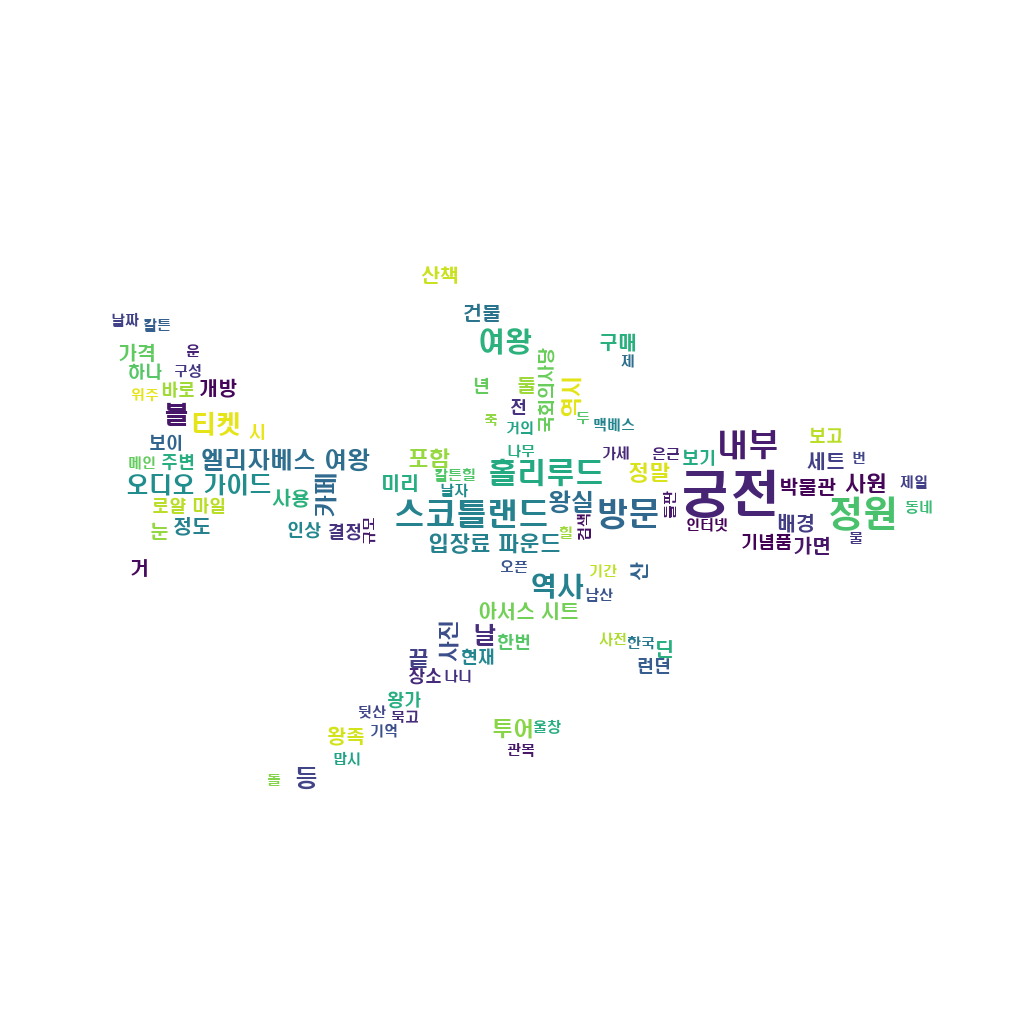 산책
건물
날짜
칼튼
여왕
구매
가격
운
제
하나
구성
위주
바로
개방
년
둘
국회의사당
역시
전
죽
거의
두
맥베스
블
티켓
시
보이
보고
내부
메인
주변
엘리자베스 여왕
포함
칼튼힐
나무
홀리루드
정말
가세
은근
보기
세트
번
오디오 가이드
사용
카페
미리
날자
왕실
방문
들판
궁전
박물관
사원
제일
로얄 마일
눈
정도
인상
결정
규모
스코틀랜드
힐
검색
인터넷
배경
정원
동네
물
입장료 파운드
기념품
가면
거
오픈
역사
기간
남산
산
아서스 시트
사진
날
한번
현재
사전
한국
딘
런던
끝
장소
나니
왕가
뒷산
묵고
기억
왕족
투어
울창
관목
맙시
돌
등